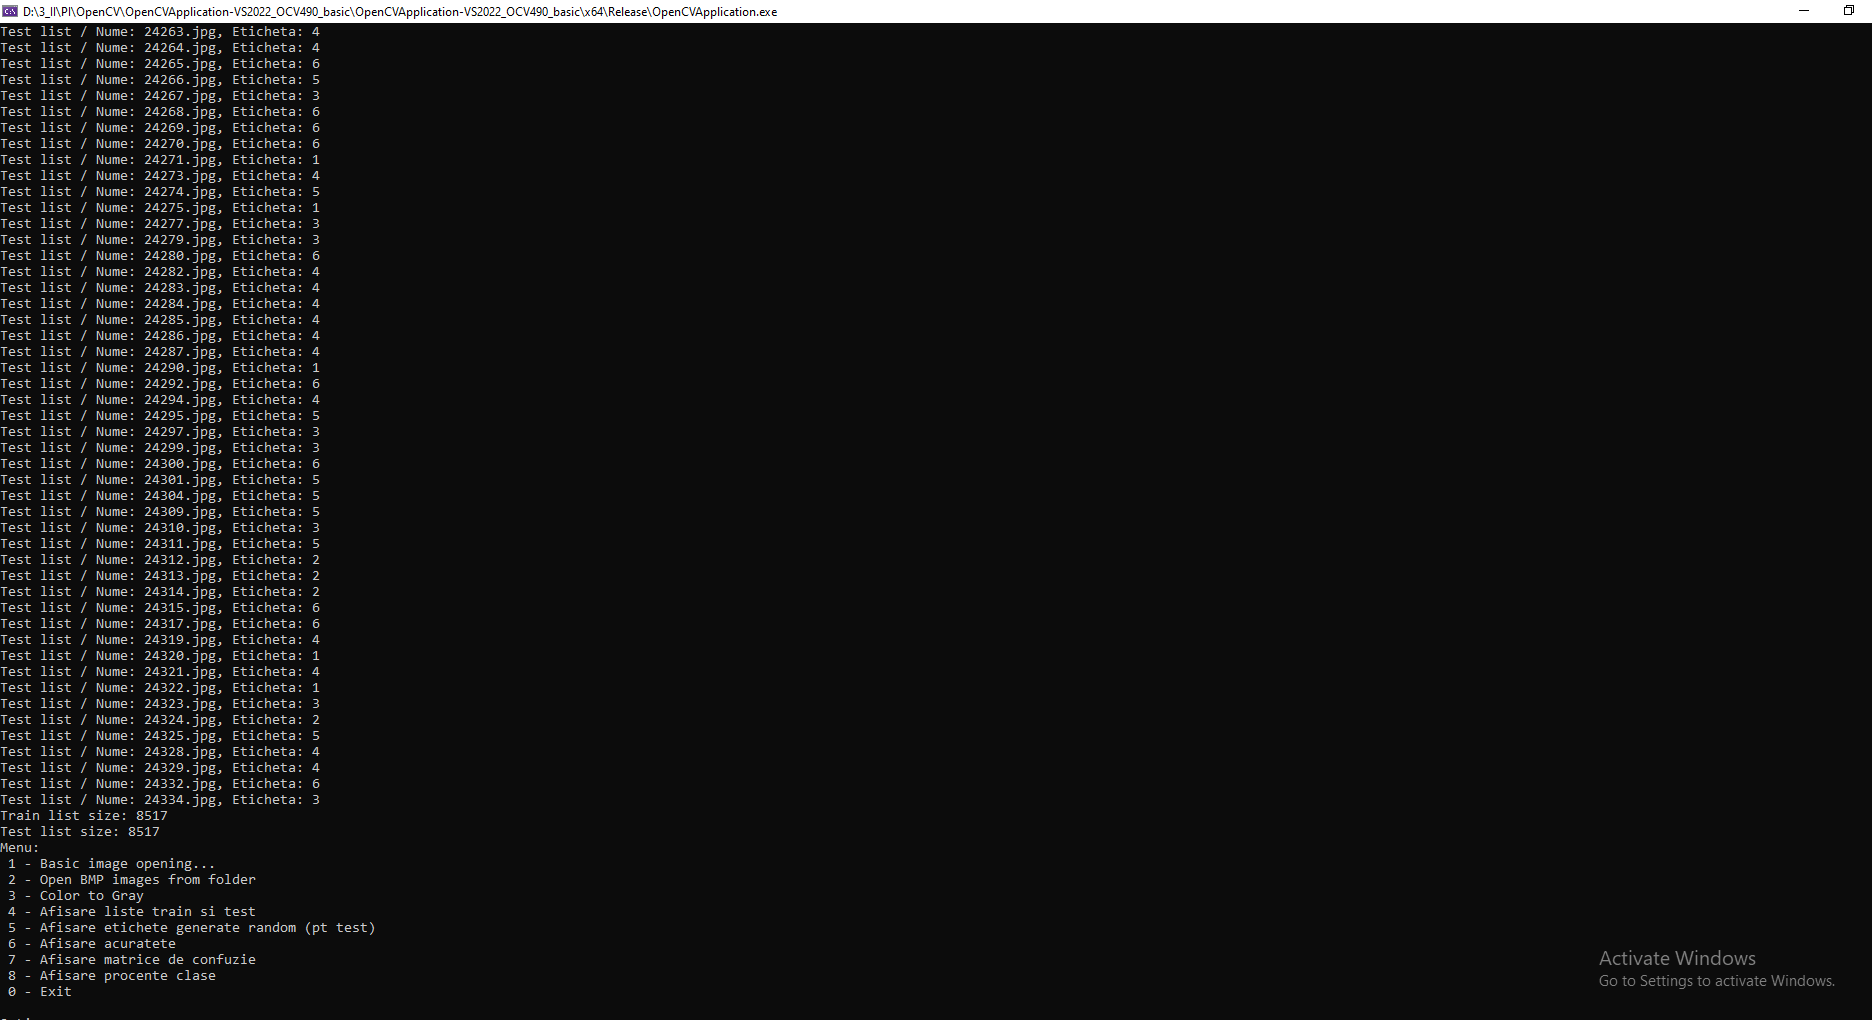 D:\3_II\PI\OpenCV\OpenCVApplication-VS2022_OCV490_basic\OpenCVApplication-VS2022_OCV490_basic\x64\Release\OpenCVApplication.exe
Test list / Nume: 24263.jpg, Eticheta: 4
Test list / Nume: 24264.jpg, Eticheta: 4
Test list / Nume: 24265.jpg, Eticheta: 6
Test list / Nume: 24266.jpg, Eticheta: 5
Test list / Nume: 24267.jpg, Eticheta: 3
Test list / Nume: 24268.jpg, Eticheta: 6
Test list / Nume: 24269.jpg, Eticheta: 6
Test list / Nume: 24270.jpg, Eticheta: 6
Test list / Nume: 24271.jpg, Eticheta: 1
Test list / Nume: 24273.jpg, Eticheta: 4
Test list / Nume: 24274.jpg, Eticheta: 5
Test list / Nume: 24275.jpg, Eticheta: 1
Test list / Nume: 24277.jpg, Eticheta: 3
Test list / Nume: 24279.jpg, Eticheta: 3
Test list / Nume: 24280.jpg, Eticheta: 6
Test list / Nume: 24282.jpg, Eticheta: 4
Test list / Nume: 24283.jpg, Eticheta: 4
Test list / Nume: 24284.jpg, Eticheta: 4
Test list / Nume: 24285.jpg, Eticheta: 4
Test list / Nume: 24286.jpg, Eticheta: 4
Test list / Nume: 24287.jpg, Eticheta: 4
Test list / Nume: 24290.jpg, Eticheta: 1
Test list / Nume: 24292.jpg, Eticheta: 6
Test list / Nume: 24294.jpg, Eticheta: 4
Test list / Nume: 24295.jpg, Eticheta: 5
Test list / Nume: 24297.jpg, Eticheta: 3
Test list / Nume: 24299.jpg, Eticheta: 3
Test list / Nume: 24300.jpg, Eticheta: 6
Test list / Nume: 24301.jpg, Eticheta: 5
Test list / Nume: 24304.jpg, Eticheta: 5
Test list / Nume: 24309.jpg, Eticheta: 5
Test list / Nume: 24310.jpg, Eticheta: 3
Test list / Nume: 24311.jpg, Eticheta: 5
Test list / Nume: 24312.jpg, Eticheta: 2
Test list / Nume: 24313.jpg, Eticheta: 2
Test list / Nume: 24314.jpg, Eticheta: 2
Test list / Nume: 24315.jpg, Eticheta: 6
Test list / Nume: 24317.jpg, Eticheta: 6
Test list / Nume: 24319.jpg, Eticheta: 4
Test list / Nume: 24320.jpg, Eticheta: 1
Test list / Nume: 24321.jpg, Eticheta: 4
Test list / Nume: 24322.jpg, Eticheta: 1
Test list / Nume: 24323.jpg, Eticheta: 3
Test list / Nume: 24324.jpg, Eticheta: 2
Test list / Nume: 24325.jpg, Eticheta: 5
Test list / Nume: 24328.jpg, Eticheta: 4
Test list / Nume: 24329.jpg, Eticheta: 4
Test list / Nume: 24332.jpg, Eticheta: 6
Test list / Nume: 24334.jpg, Eticheta: 3
Train list size: 8517
Test list size: 8517
Menu:
1 - Basic image opening...
2 - Open BMP images from folder
3 - Color to Gray
4 - Afisare liste train si test
5 - Afisare etichete generate random (pt test)
6 - Afisare acuratete
7 - Afisare matrice de confuzie
8 - Afisare procente clase
0 - Exit
Activate Windows
Go to Settings to activate Windows.